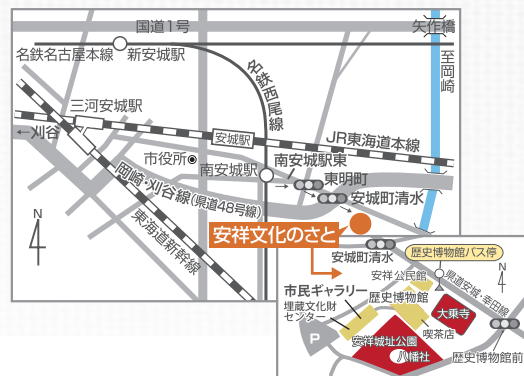 国道1号
矢作橋
名鉄名古屋本線
新安城駅
至岡崎
名鉄西尾線
三河安城駅
←刈谷
安城駅
JR東海道本線
市役所
南安城駅東
南安城駅
東明町
岡崎・刈谷線(県道48号線)
安城町清水
東海道新幹線
N
安祥文化のさと
安城町清水
歴史博物館バス停
安祥公民館
県道安城・幸田線
N
市民ギャラリー
歴史博物館
埋蔵文化財
センター
大乗寺
喫茶店
P
安祥城址公園
八幡社
歴史博物館前